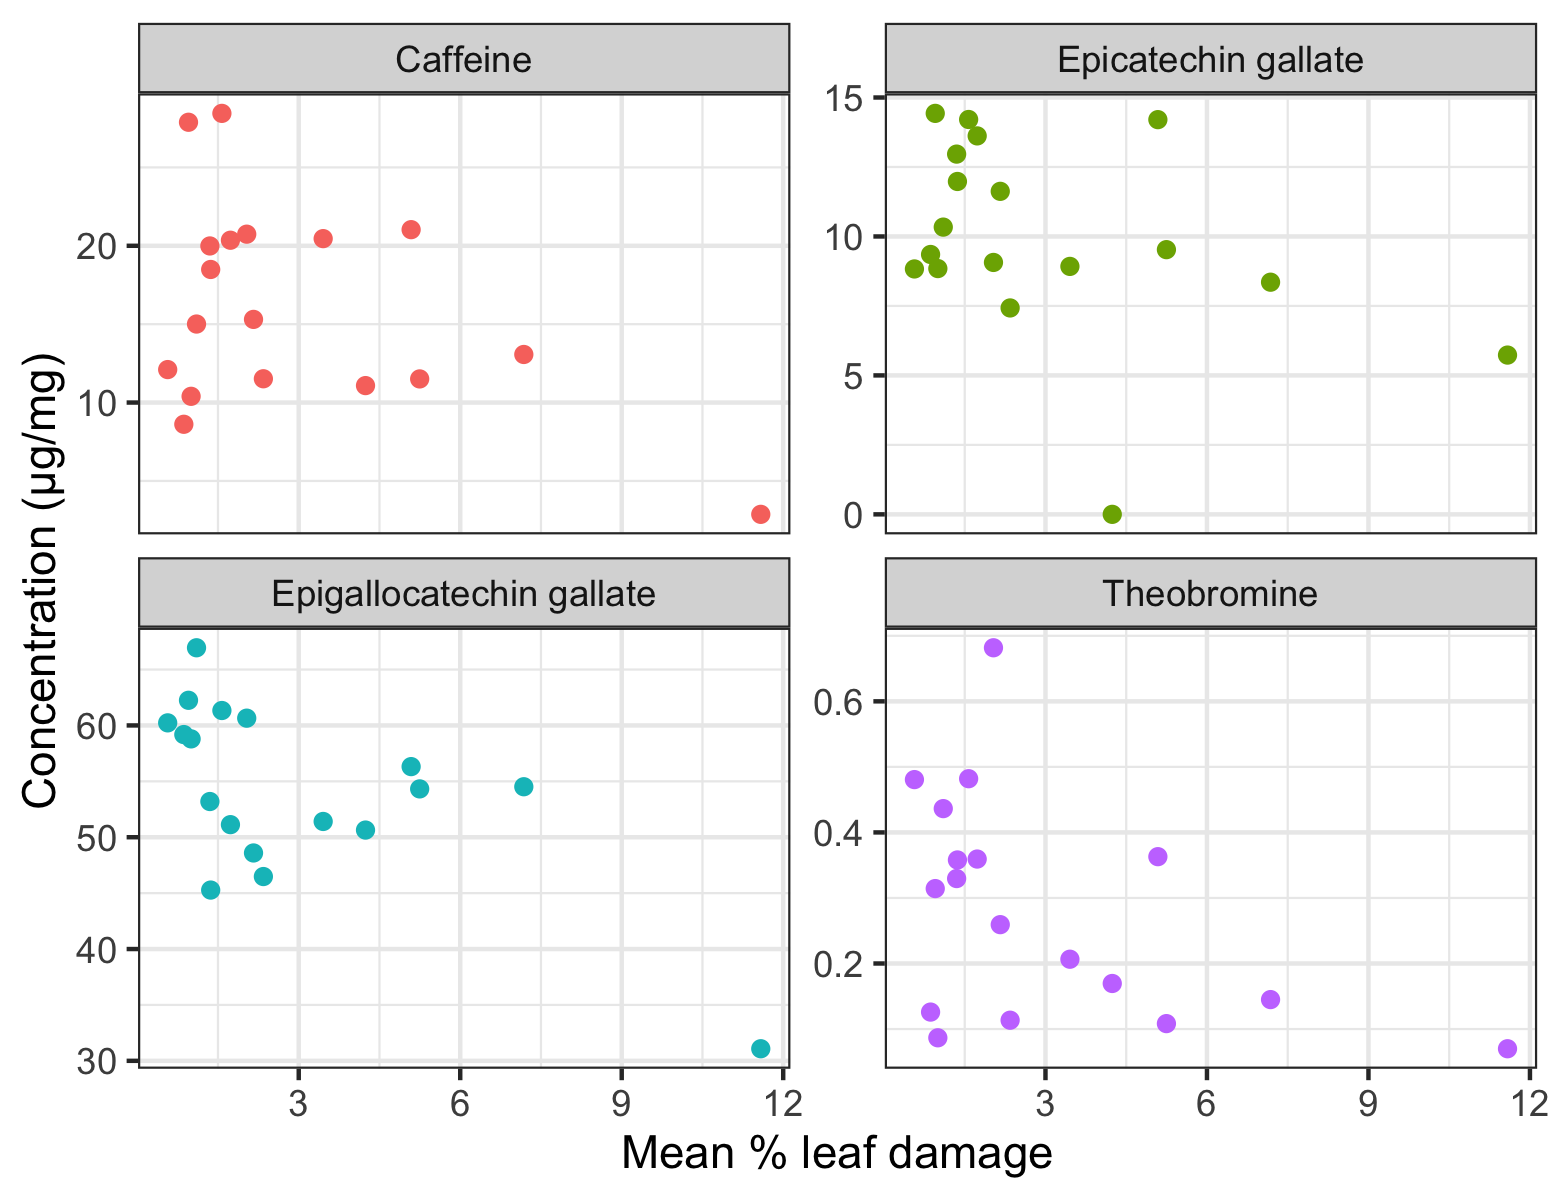 Caffeine
Epicatechin gallate
20
10
15
10
5
0
Epigallocatechin gallate
Theobromine
60
50
40
30
0.6
0.4
0.2
3 6 9 12
3 6 9 12
Concentration (μg/mg)
Mean % leaf damage